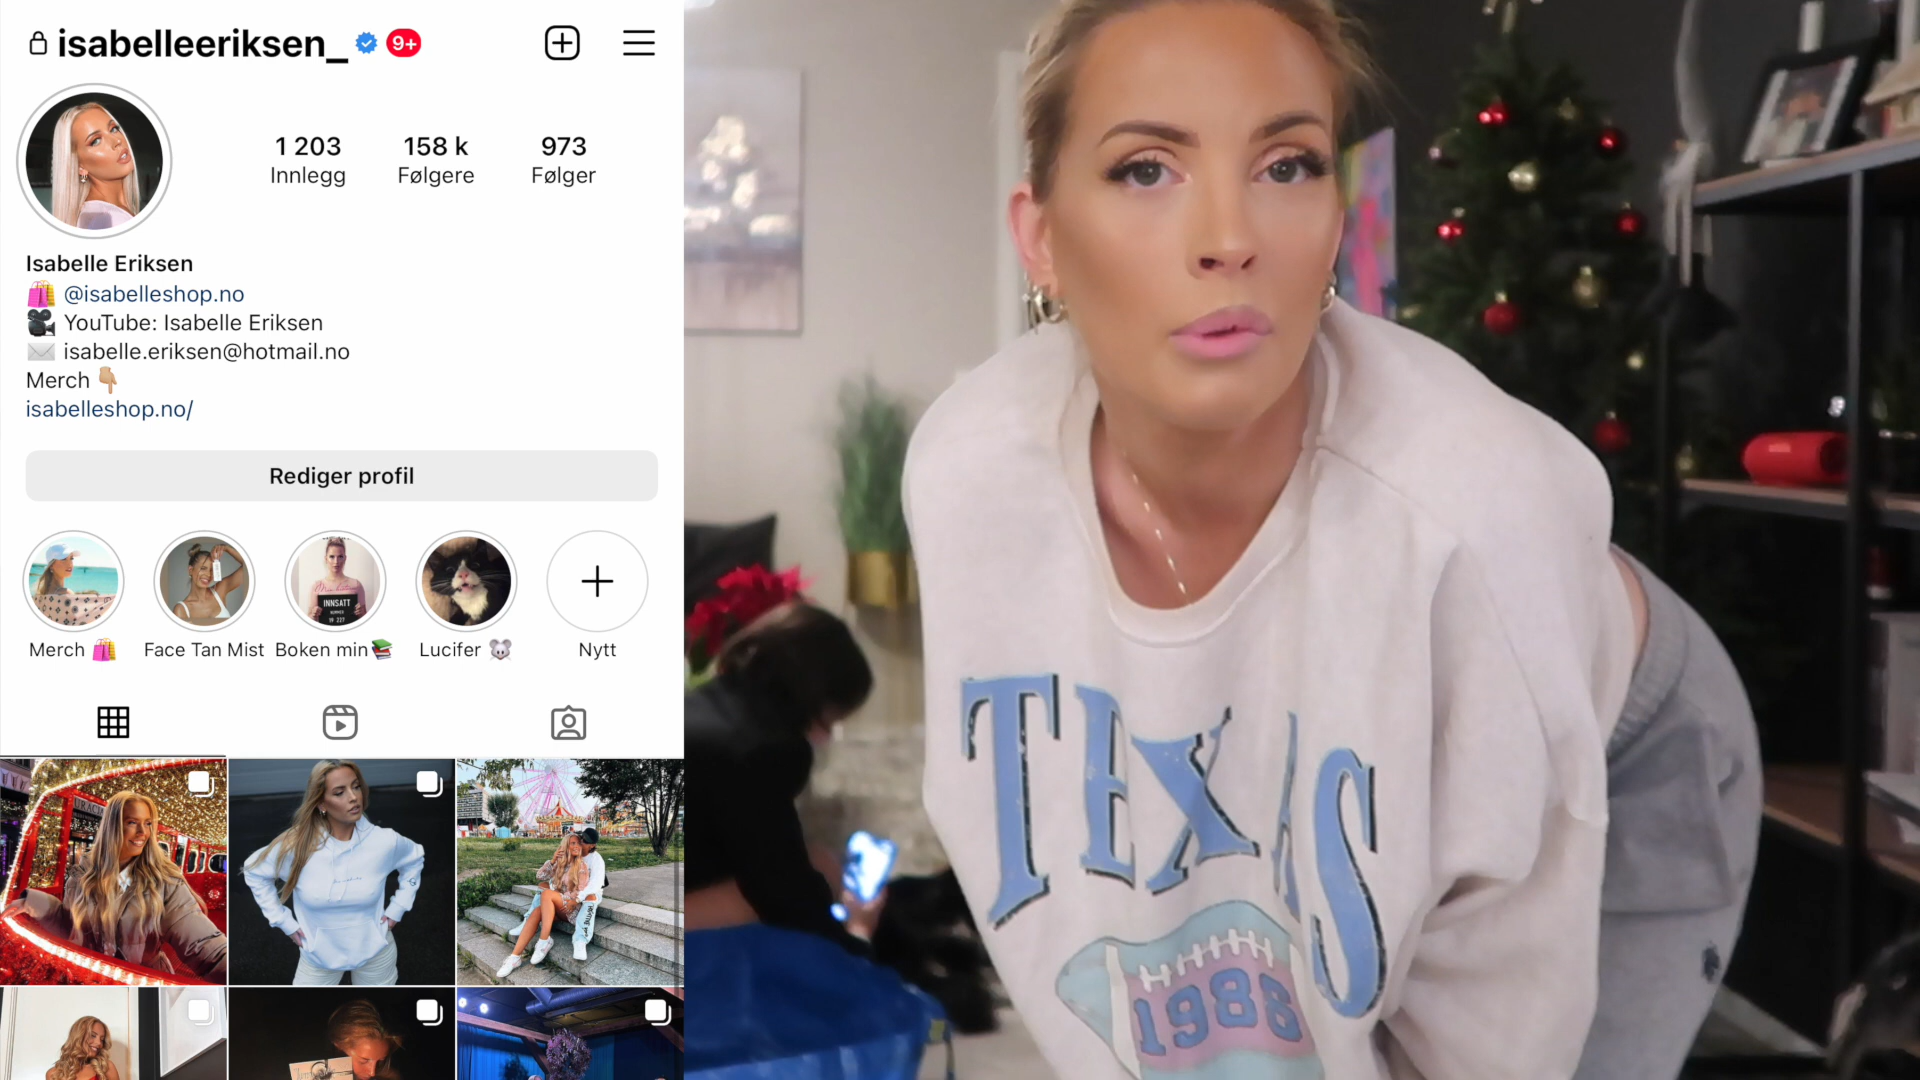 isabelleeriksen_ 9+
1 203 158 k 973
Innlegg Følgere Følger
Isabelle Eriksen
@isabelleshop.no
YouTube: Isabelle Eriksen
isabelle.eriksen@hotmail.no
Merch
isabelleshop.no/
Rediger profil
INNSATT
Merch Face Tan Mist Boken min Lucifer Nytt
TEXAS
1986